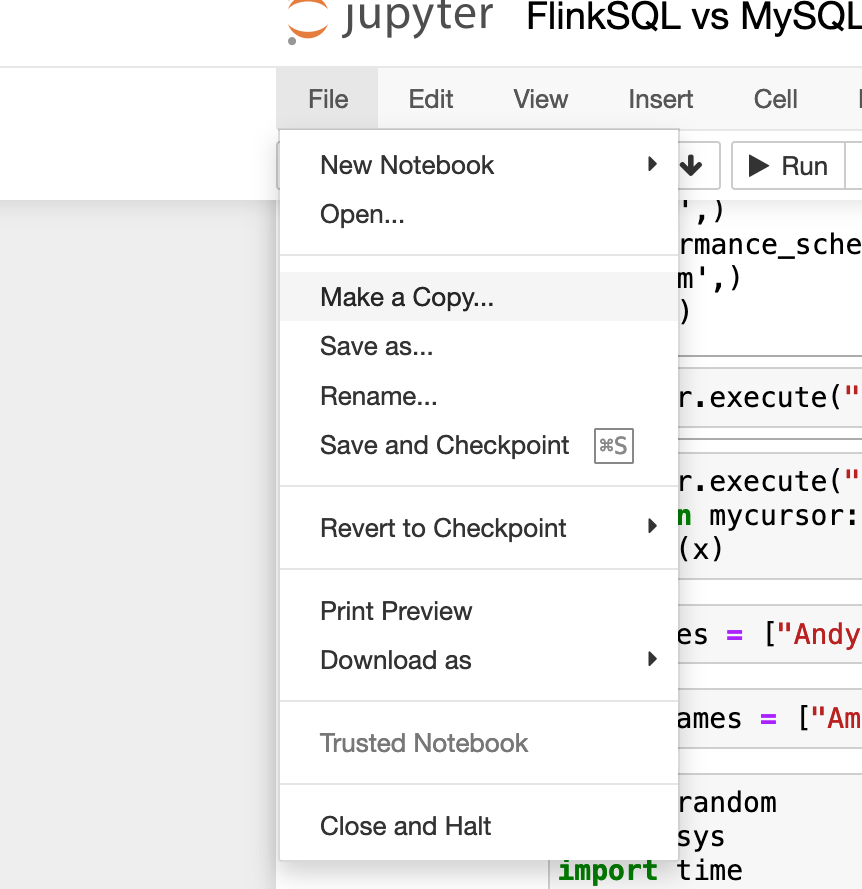 jupyter FlinkSQL vs MySQL
File Edit View Insert Cell
New Notebook
Run
Open...
',)
rmance_sche
Make a Copy...
m',)
)
Save as...
Rename...
r.execute("
Save and Checkpoint ⌘S
r.execute("
n mycursor:
Revert to Checkpoint
(x)
Print Preview
es = ["Andy
Download as
ames = ["Am
Trusted Notebook
random
Close and Halt
sys
import time